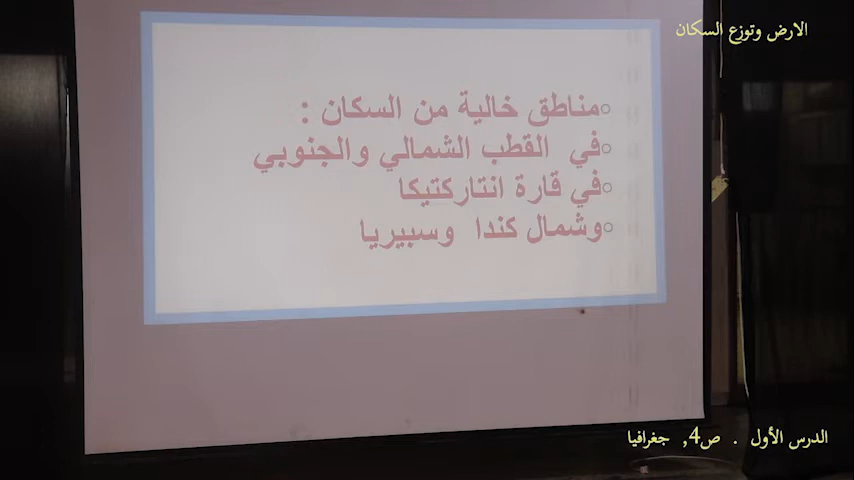 الارض وتوزع السكان
مناطق خالية من السكان :
في القطب الشمالي والجنوبي
في قارة انتاركتيكا
وشمال كندا وسيبيريا
الدرس الأول . ص4, جغرافيا